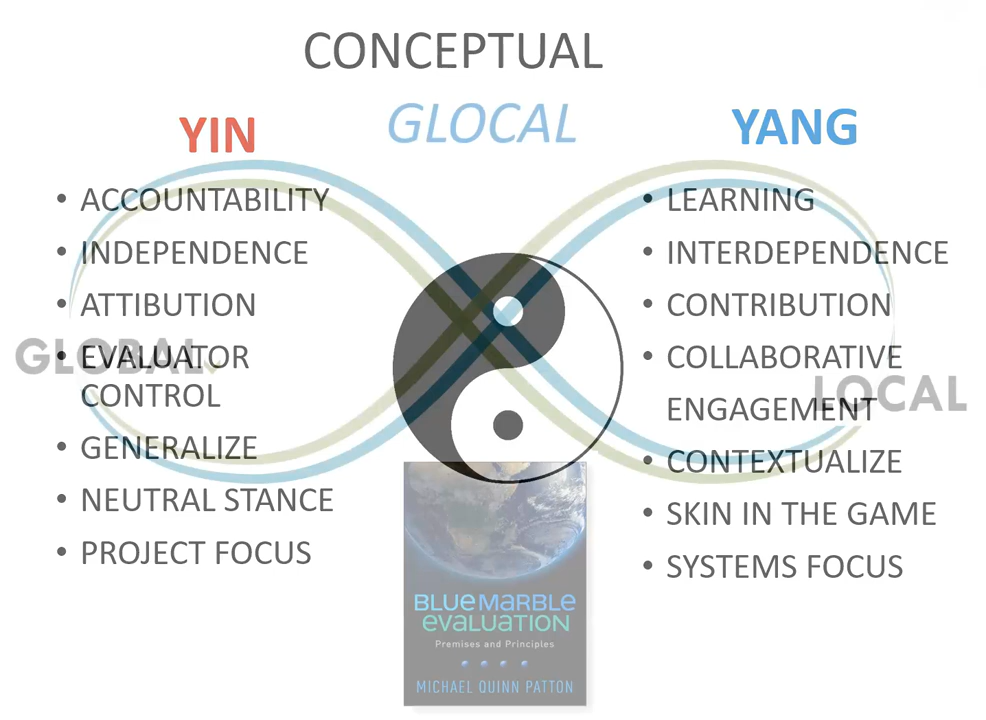 CONCEPTUAL
GLOCAL
YIN
• ACCOUNTABILITY
• INDEPENDENCE
• ATTIBUTION
• EVALUATOR
CONTROL
• GENERALIZE
• NEUTRAL STANCE
• PROJECT FOCUS
GLOBAL
YANG
• LEARNING
• INTERDEPENDENCE
• CONTRIBUTION
• COLLABORATIVE
ENGAGEMENT
• CONTEXTUALIZE
• SKIN IN THE GAME
• SYSTEMS FOCUS
LOCAL
BLUE MARBLE
evaLUaTION
Premises and Principles
MICHAEL QUINN PATTON